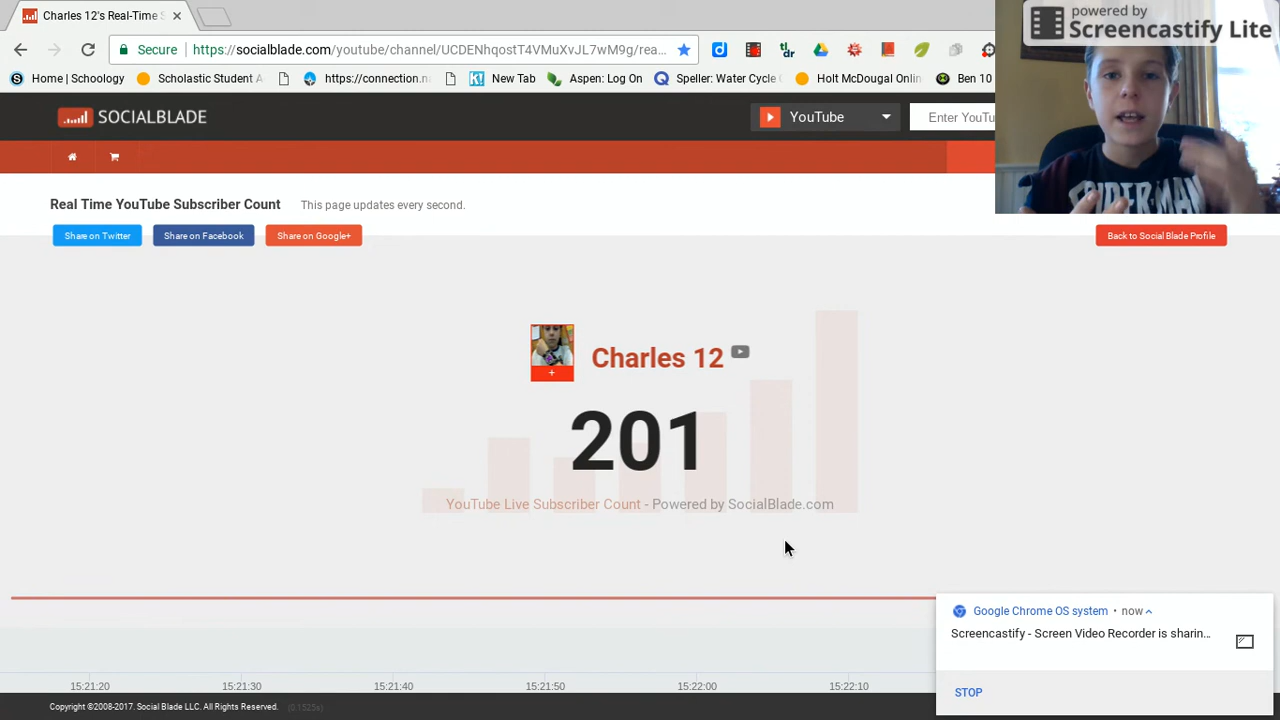 Charles 12's Real-Time S
powered by
Screencastify Lite
Secure
https://socialblade.com/youtube/channel/UCDENhqostT4VMuXvJL7wM9g/rea...
Home | Schoology
Scholastic Student A
https://connection.n
New Tab
Aspen: Log On
Speller: Water Cycle
Holt McDougal Onlin
Ben 10
SOCIALBLADE
YouTube
Enter YouTu
SPIDERMAN
Real Time YouTube Subscriber Count
This page updates every second.
Share on Twitter
Share on Facebook
Share on Google+
Back to Social Blade Profile
+
Charles 12
201
YouTube Live Subscriber Count - Powered by SocialBlade.com
Google Chrome OS system • now
Screencastify - Screen Video Recorder is sharin...
STOP
15:21:20
15:21:30
15:21:40
15:21:50
15:22:00
15:22:10
Copyright ©2008-2017. Social Blade LLC. All Rights Reserved.
(0.1525s)